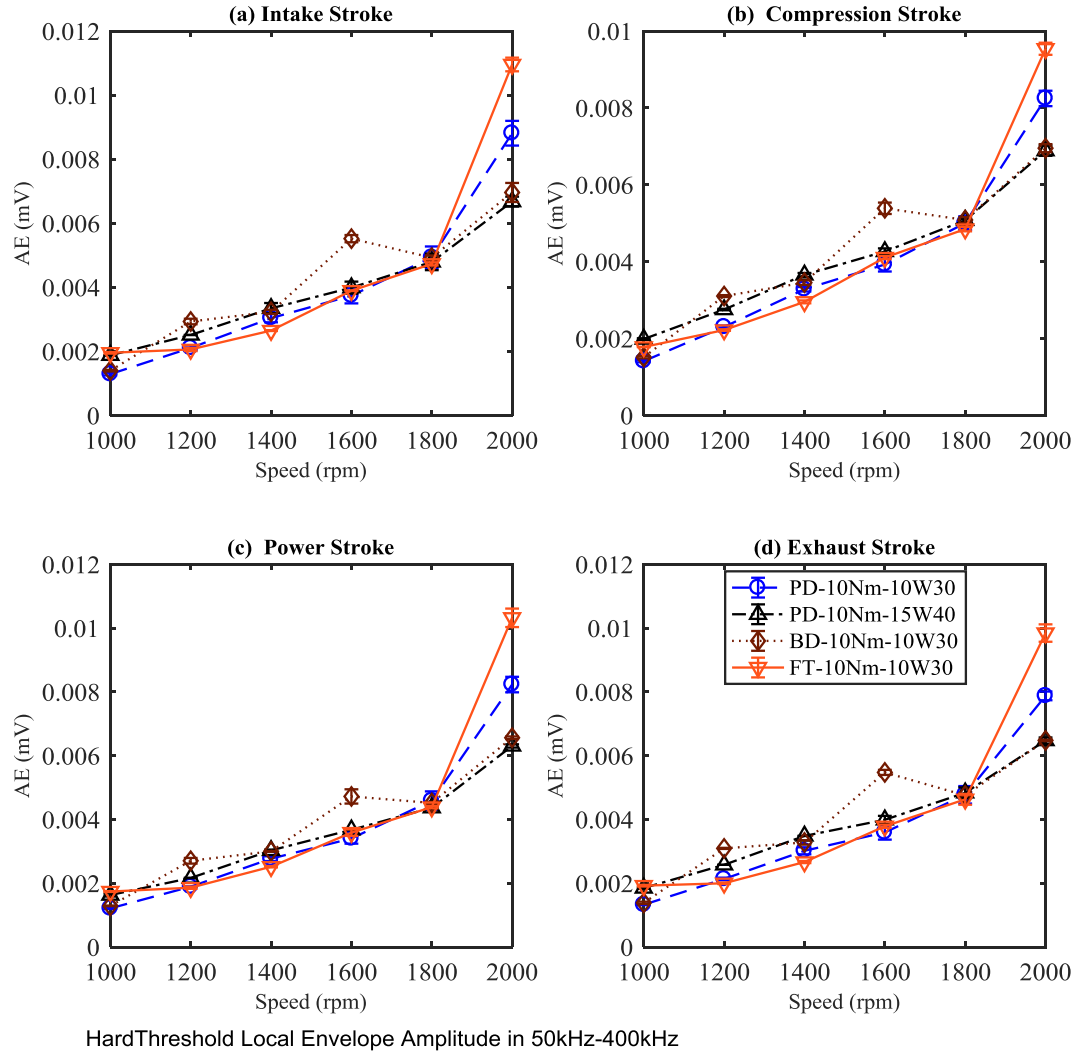 (a) Intake Stroke
0.012
0.01
0.008
0.006
0.004
0.002
0
AE (mV)
1000 1200 1400 1600 1800 2000
Speed (rpm)
(b) Compression Stroke
0.01
0.008
0.006
0.004
0.002
0
AE (mV)
1000 1200 1400 1600 1800 2000
Speed (rpm)
(c) Power Stroke
0.012
0.01
0.008
0.006
0.004
0.002
0
AE (mV)
1000 1200 1400 1600 1800 2000
Speed (rpm)
(d) Exhaust Stroke
0.012
0.01
0.008
0.006
0.004
0.002
0
AE (mV)
PD-10Nm-10W30
PD-10Nm-15W40
BD-10Nm-10W30
FT-10Nm-10W30
1000 1200 1400 1600 1800 2000
Speed (rpm)
HardThreshold Local Envelope Amplitude in 50kHz-400kHz